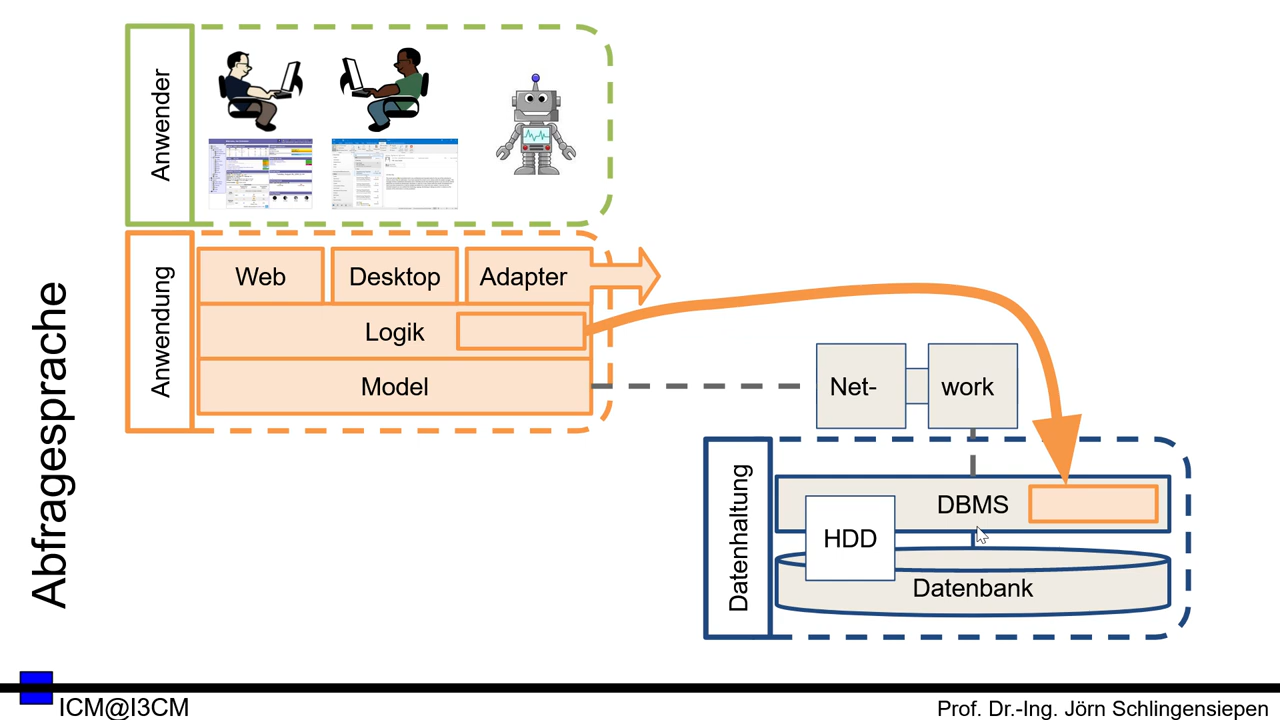 Abfragesprache
Anwender
Anwendung
Web
Desktop
Adapter
Logik
Model
Net-
work
Datenhaltung
DBMS
HDD
Datenbank
ICM@I3CM
Prof. Dr.-Ing. Jörn Schlingensiepen